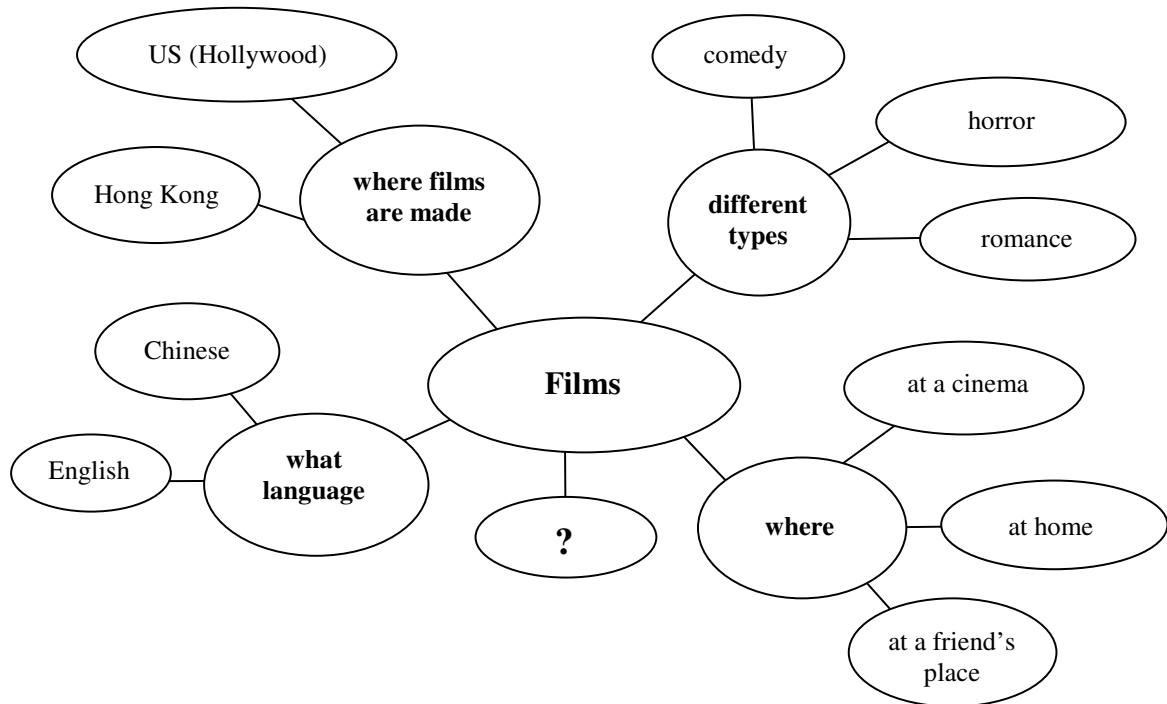 US (Hollywood)
Hong Kong
where films
are made
comedy
horror
romance
different
types
Films
Chinese
English
what
language
?
where
at a cinema
at home
at a friend's
place